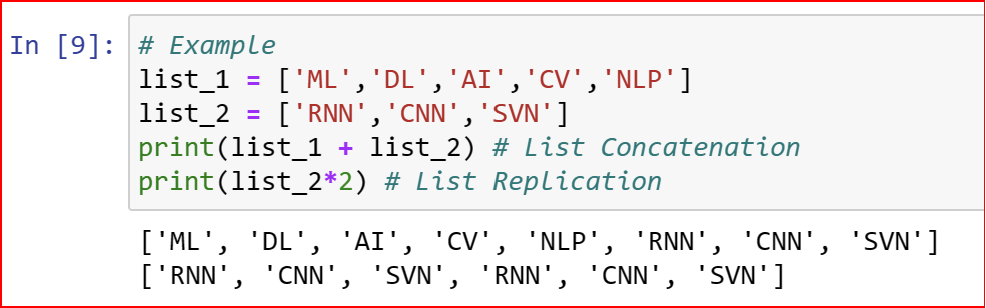 In [9]: # Example
list_1 = ['ML','DL','AI','CV','NLP']
list_2 = ['RNN','CNN','SVN']
print(list_1 + list_2) # List Concatenation
print(list_2*2) # List Replication
['ML', 'DL', 'AI', 'CV', 'NLP', 'RNN', 'CNN', 'SVN']
['RNN', 'CNN', 'SVN', 'RNN', 'CNN', 'SVN']